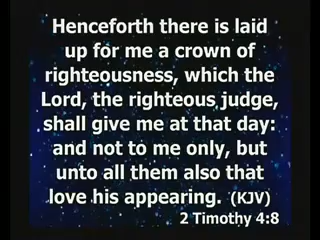 Henceforth there is laid
up for me a crown of
righteousness, which the
Lord, the righteous judge,
shall give me at that day:
and not to me only, but
unto all them also that
love his appearing. (KJV)
2 Timothy 4:8